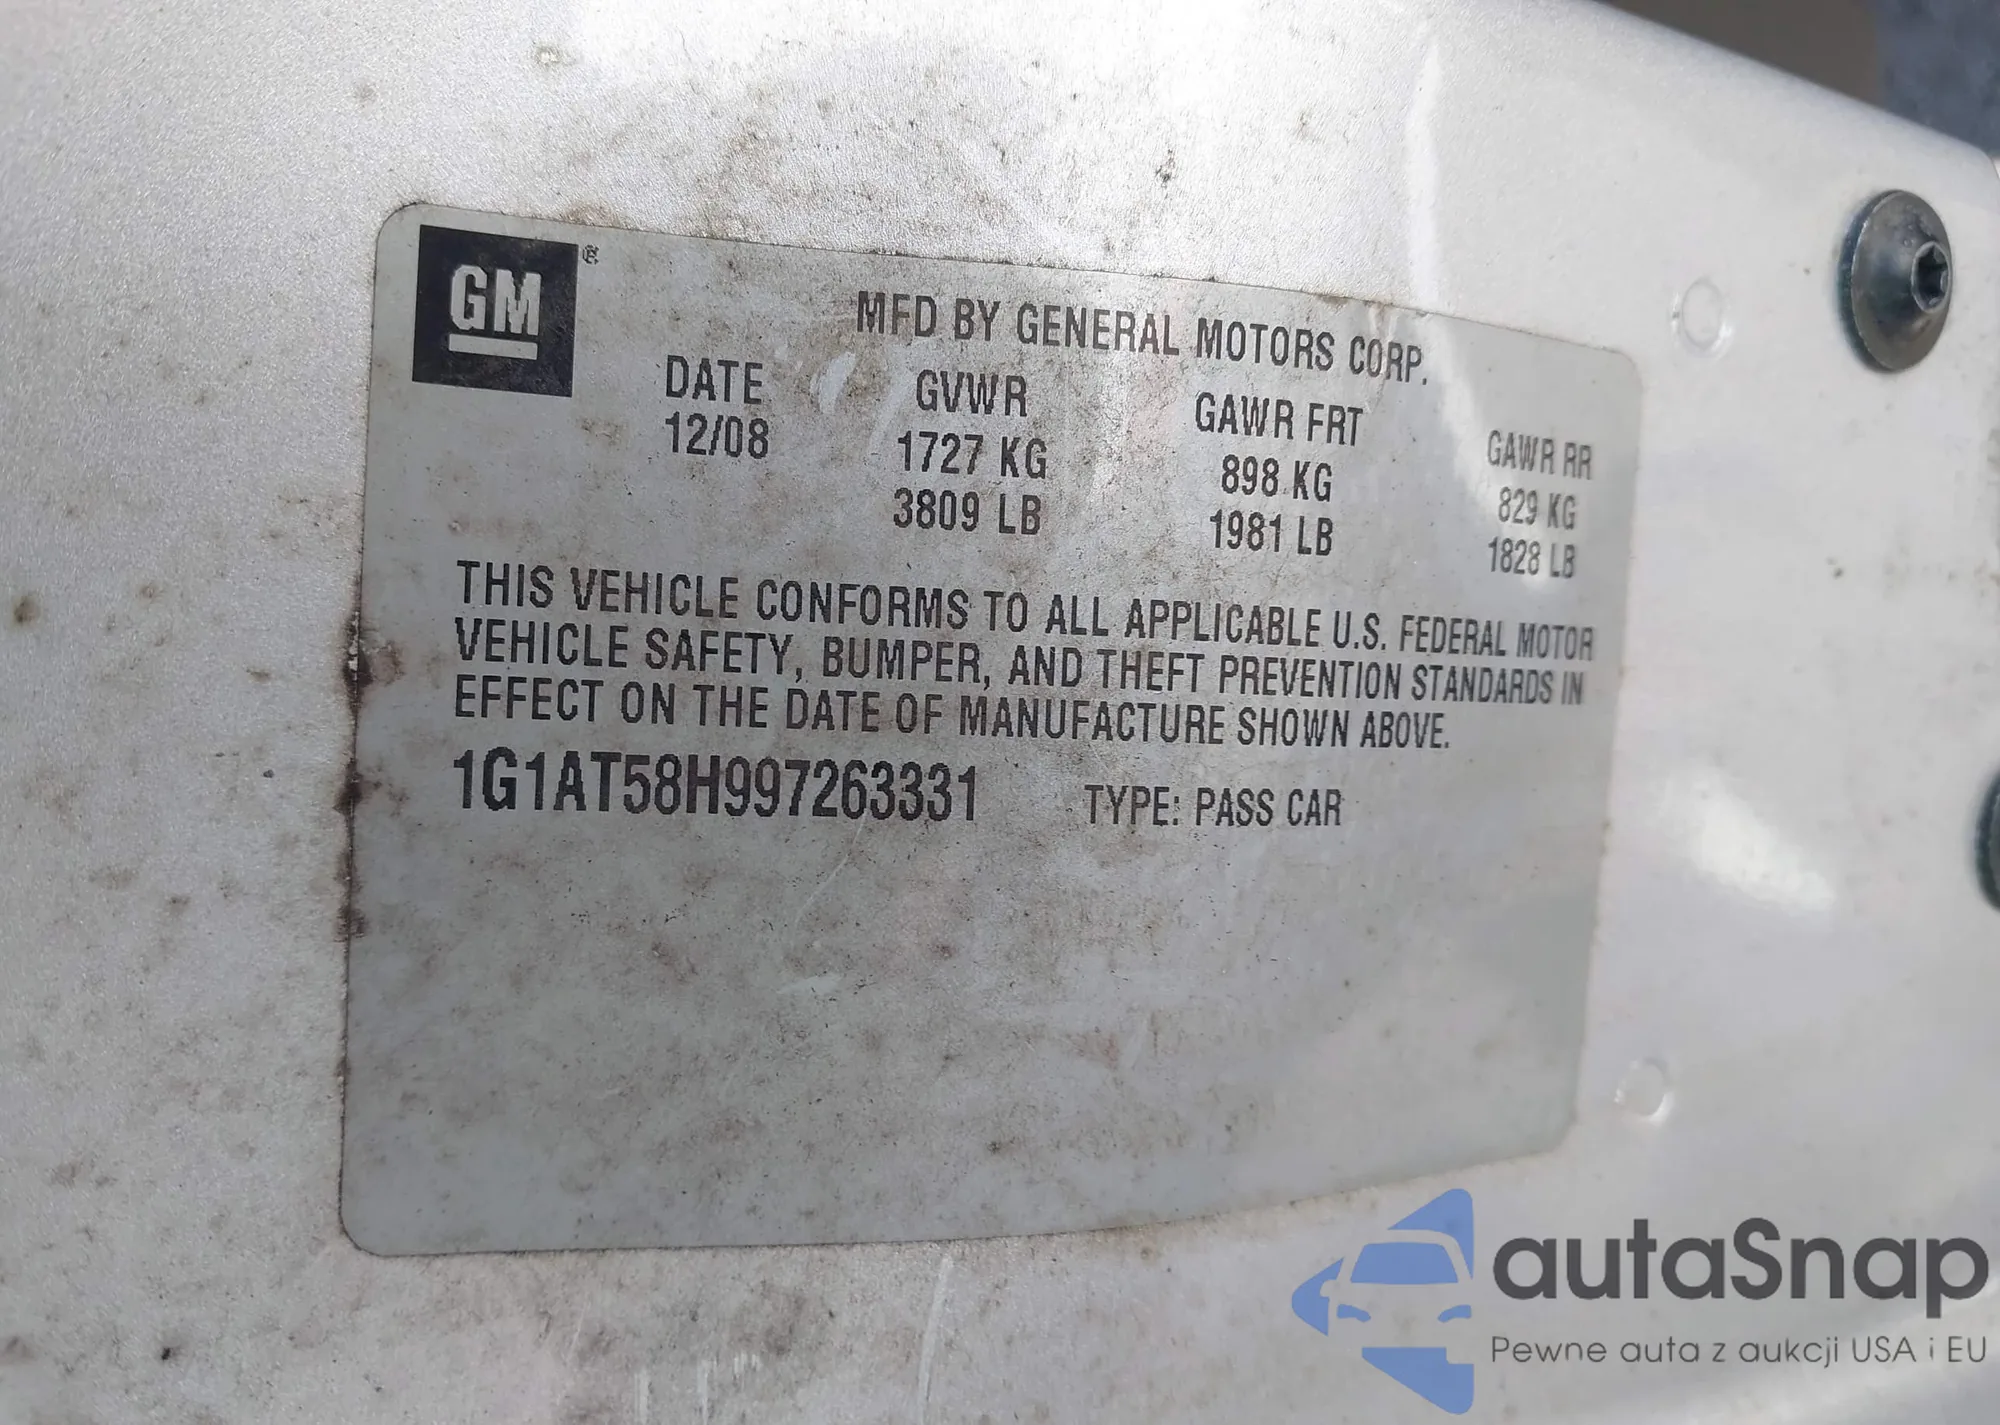 GM®
MFD BY GENERAL MOTORS CORP.
DATE GVWR GAWR FRT GAWR RR
12/08 1727 KG 898 KG 829 KG
3809 LB 1981 LB 1828 LB
THIS VEHICLE CONFORMS TO ALL APPLICABLE U.S. FEDERAL MOTOR
VEHICLE SAFETY, BUMPER, AND THEFT PREVENTION STANDARDS IN
EFFECT ON THE DATE OF MANUFACTURE SHOWN ABOVE.
1G1AT58H997263331 TYPE: PASS CAR
autaSnap
Pewne auta z aukcji USA i EU